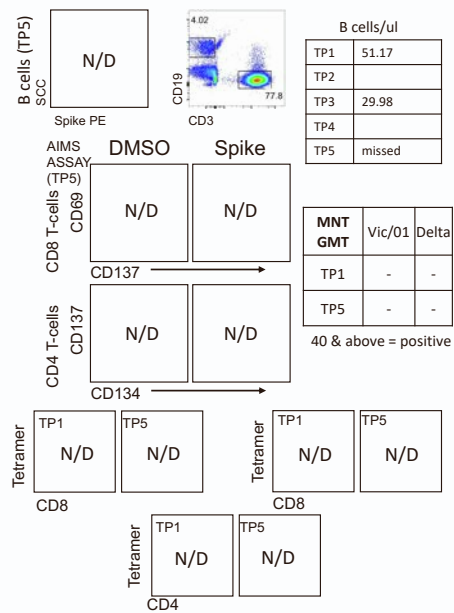 B cells (TP5)
SCC
N/D
Spike PE
4.02
77.8
CD19
CD3
B cells/ul
TP1 51.17
TP2
TP3 29.98
TP4
TP5 missed
AIMS
ASSAY
(TP5)
DMSO Spike
CD8 T-cells
CD69
N/D N/D
CD137
CD4 T-cells
CD137
N/D N/D
CD134
MNT
GMT Vic/01 Delta
TP1 - -
TP5 - -
40 & above = positive
Tetramer
TP1 TP5
N/D N/D
CD8
Tetramer
TP1 TP5
N/D N/D
CD8
Tetramer
TP1 TP5
N/D N/D
CD4